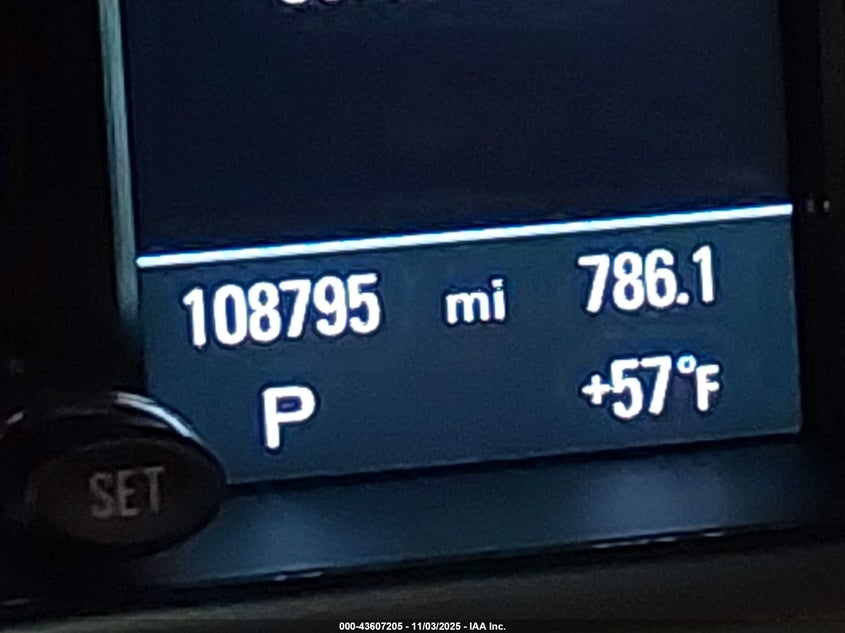 108795 mi 786.1
P +57°F
SET
000-43607205 - 11/03/2025 - IAA Inc.